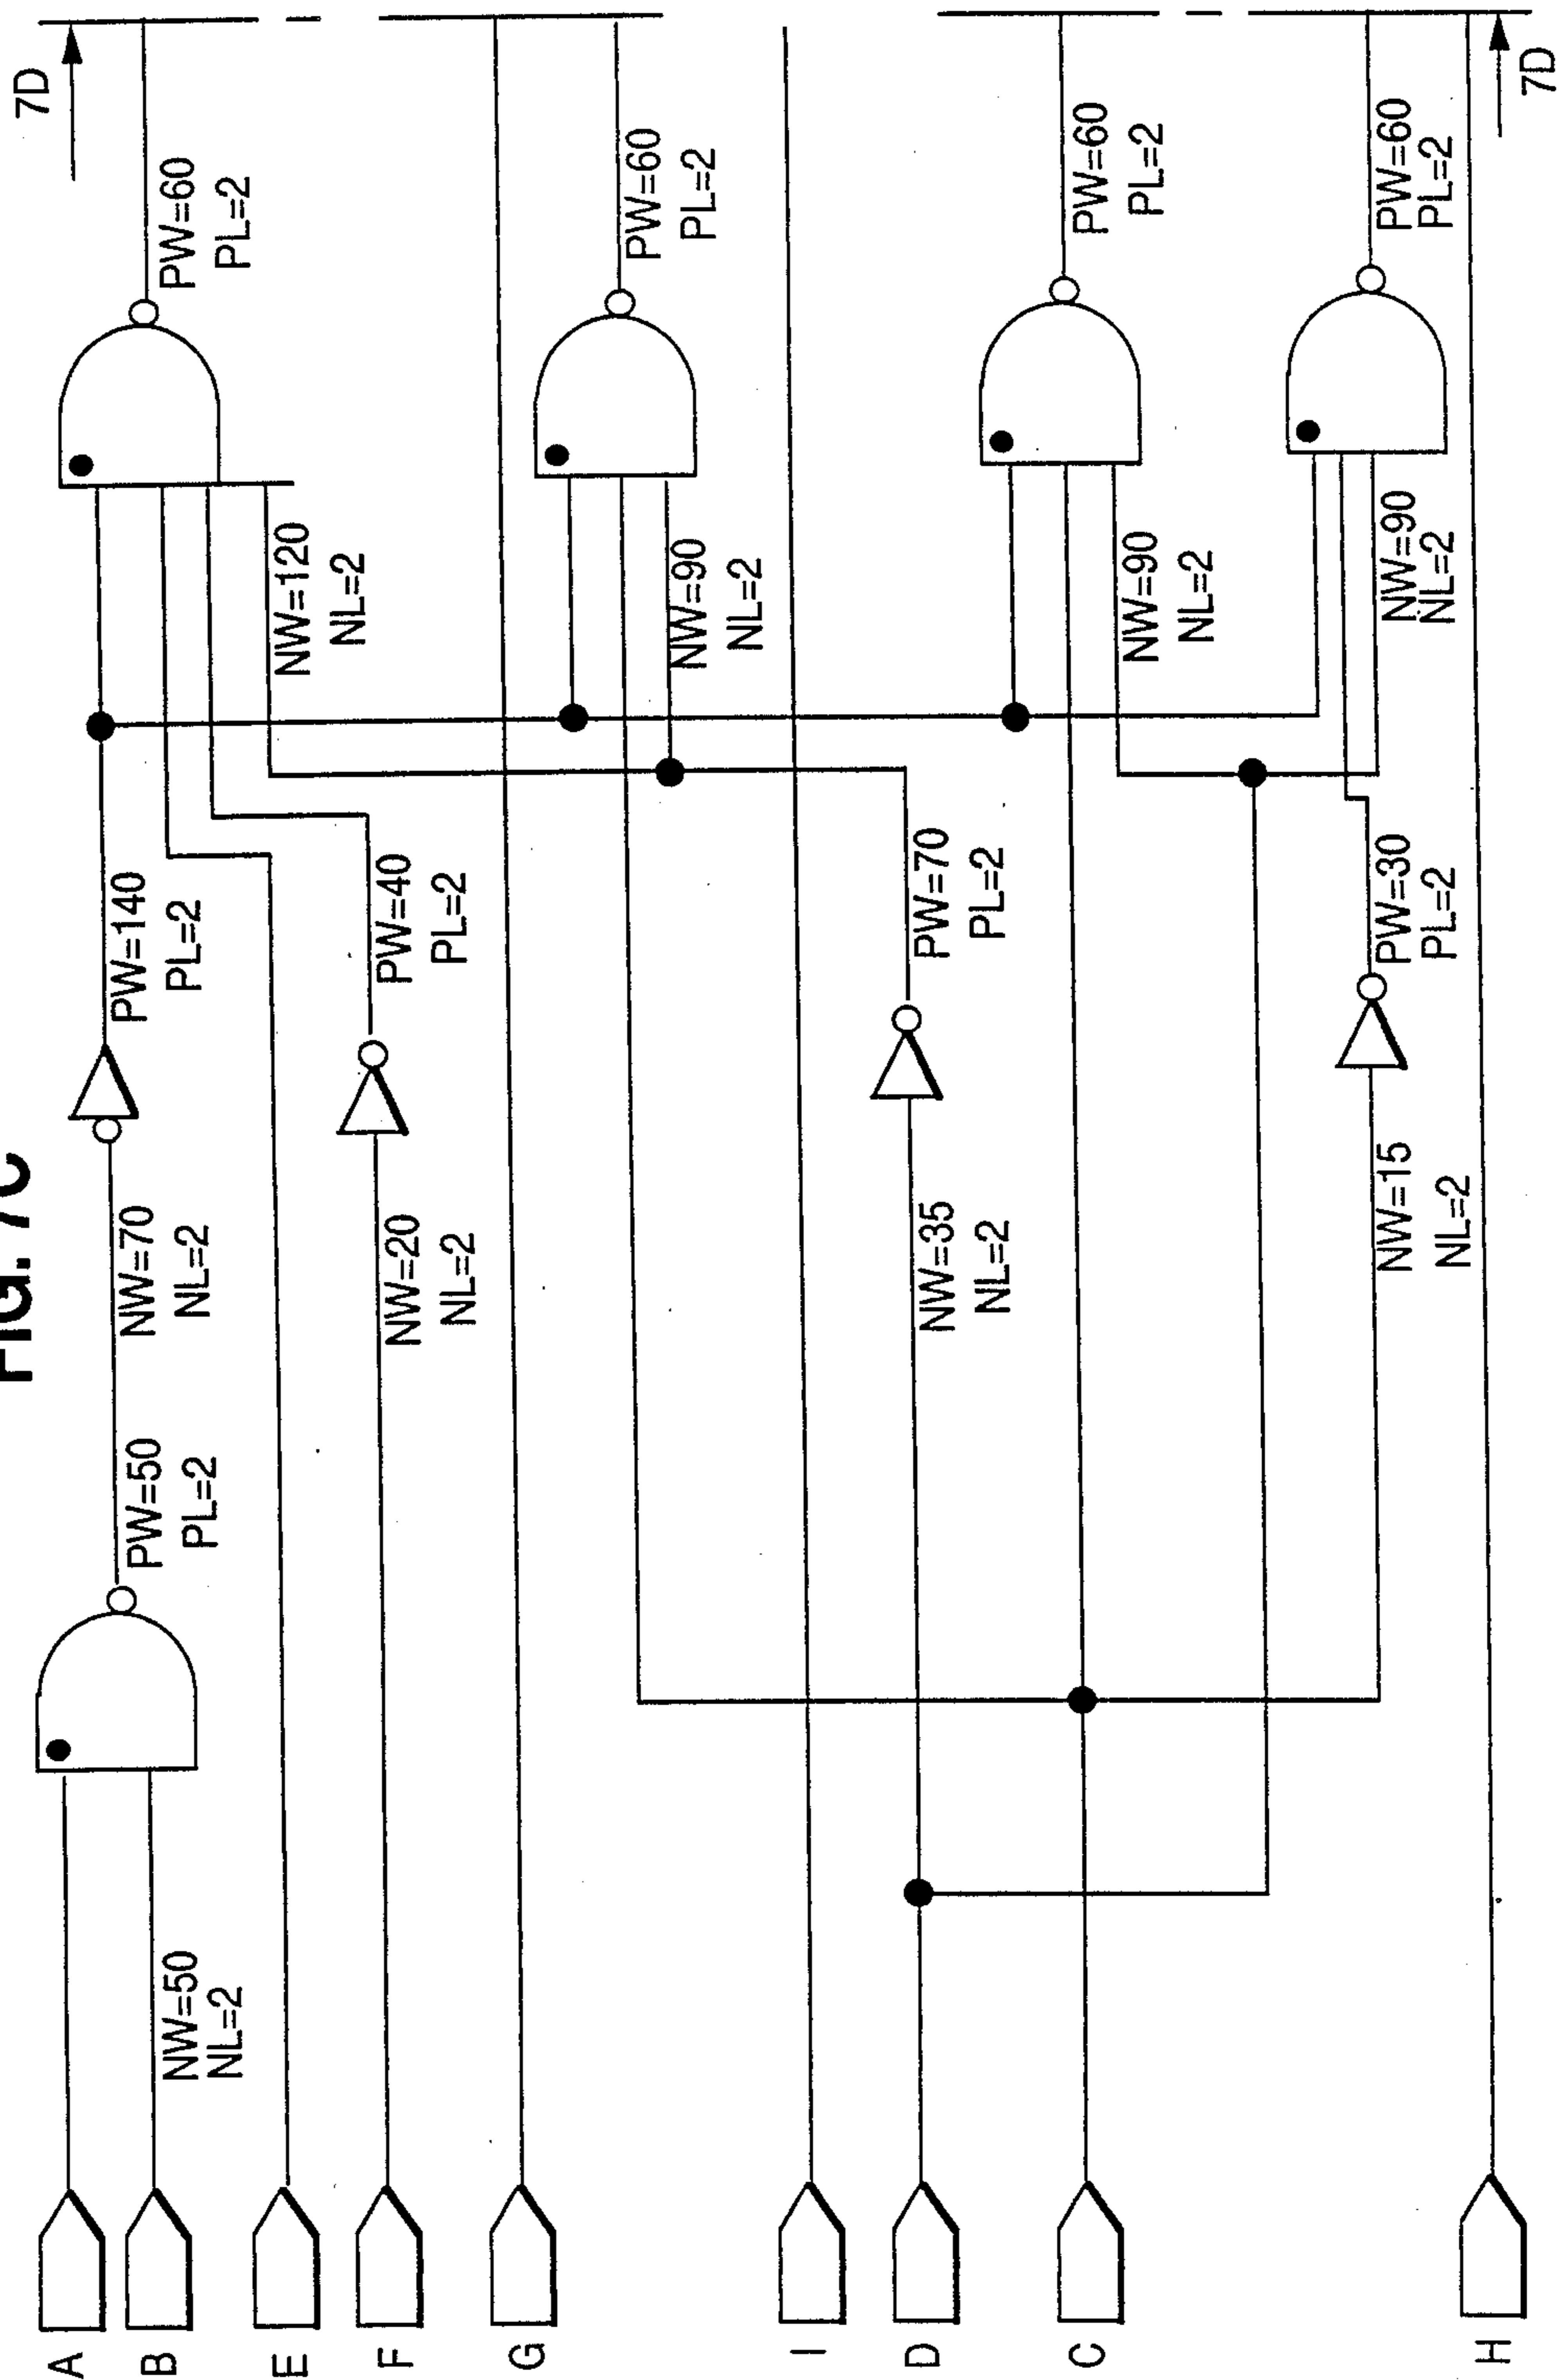 FIG. 7C
7D
A
B
NW=50
NL=2
PW=50
PL=2
NW=70
NL=2
PW=140
PL=2
PW=60
PL=2
E
NW=120
NL=2
F
NW=20
NL=2
PW=40
PL=2
G
NW=90
NL=2
PW=60
PL=2
I
D
NW=35
NL=2
PW=70
PL=2
C
NW=90
NL=2
PW=60
PL=2
NW=15
NL=2
PW=30
PL=2
NW=90
NL=2
PW=60
PL=2
H
7D